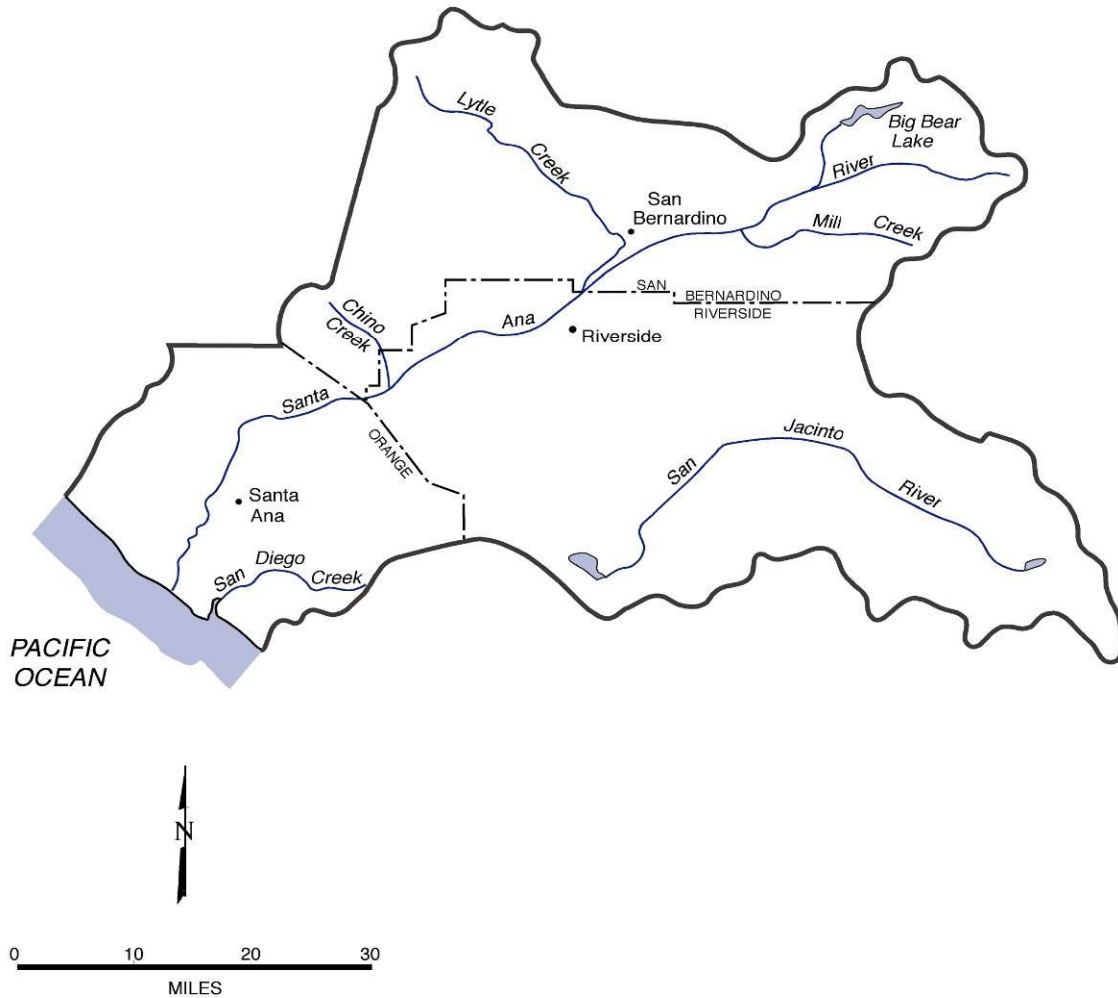 Lytle
Creek
Big Bear
Lake
River
San
Bernardino
Mill Creek
SAN
BERNARDINO
RIVERSIDE
Chino
Creek
Ana
Riverside
Santa
ORANGE
Jacinto
San
River
Santa
Ana
San Diego Creek
PACIFIC
OCEAN
N
0 10 20 30
MILES